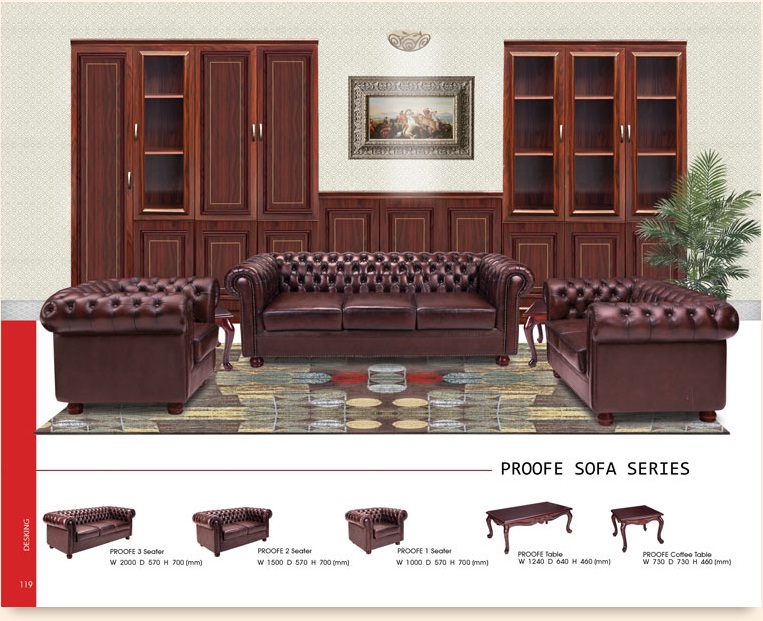 PROOFE SOFA SERIES
PROOFE 3 Seater
W 2000 D 570 H 700 (mm)
PROOFE 2 Seater
W 1500 D 570 H 700 (mm)
PROOFE 1 Seater
W 1000 D 570 H 700 (mm)
PROOFE Table
W 1240 D 640 H 460 (mm)
PROOFE Coffee Table
W 730 D 730 H 460 (mm)
DESKING
119